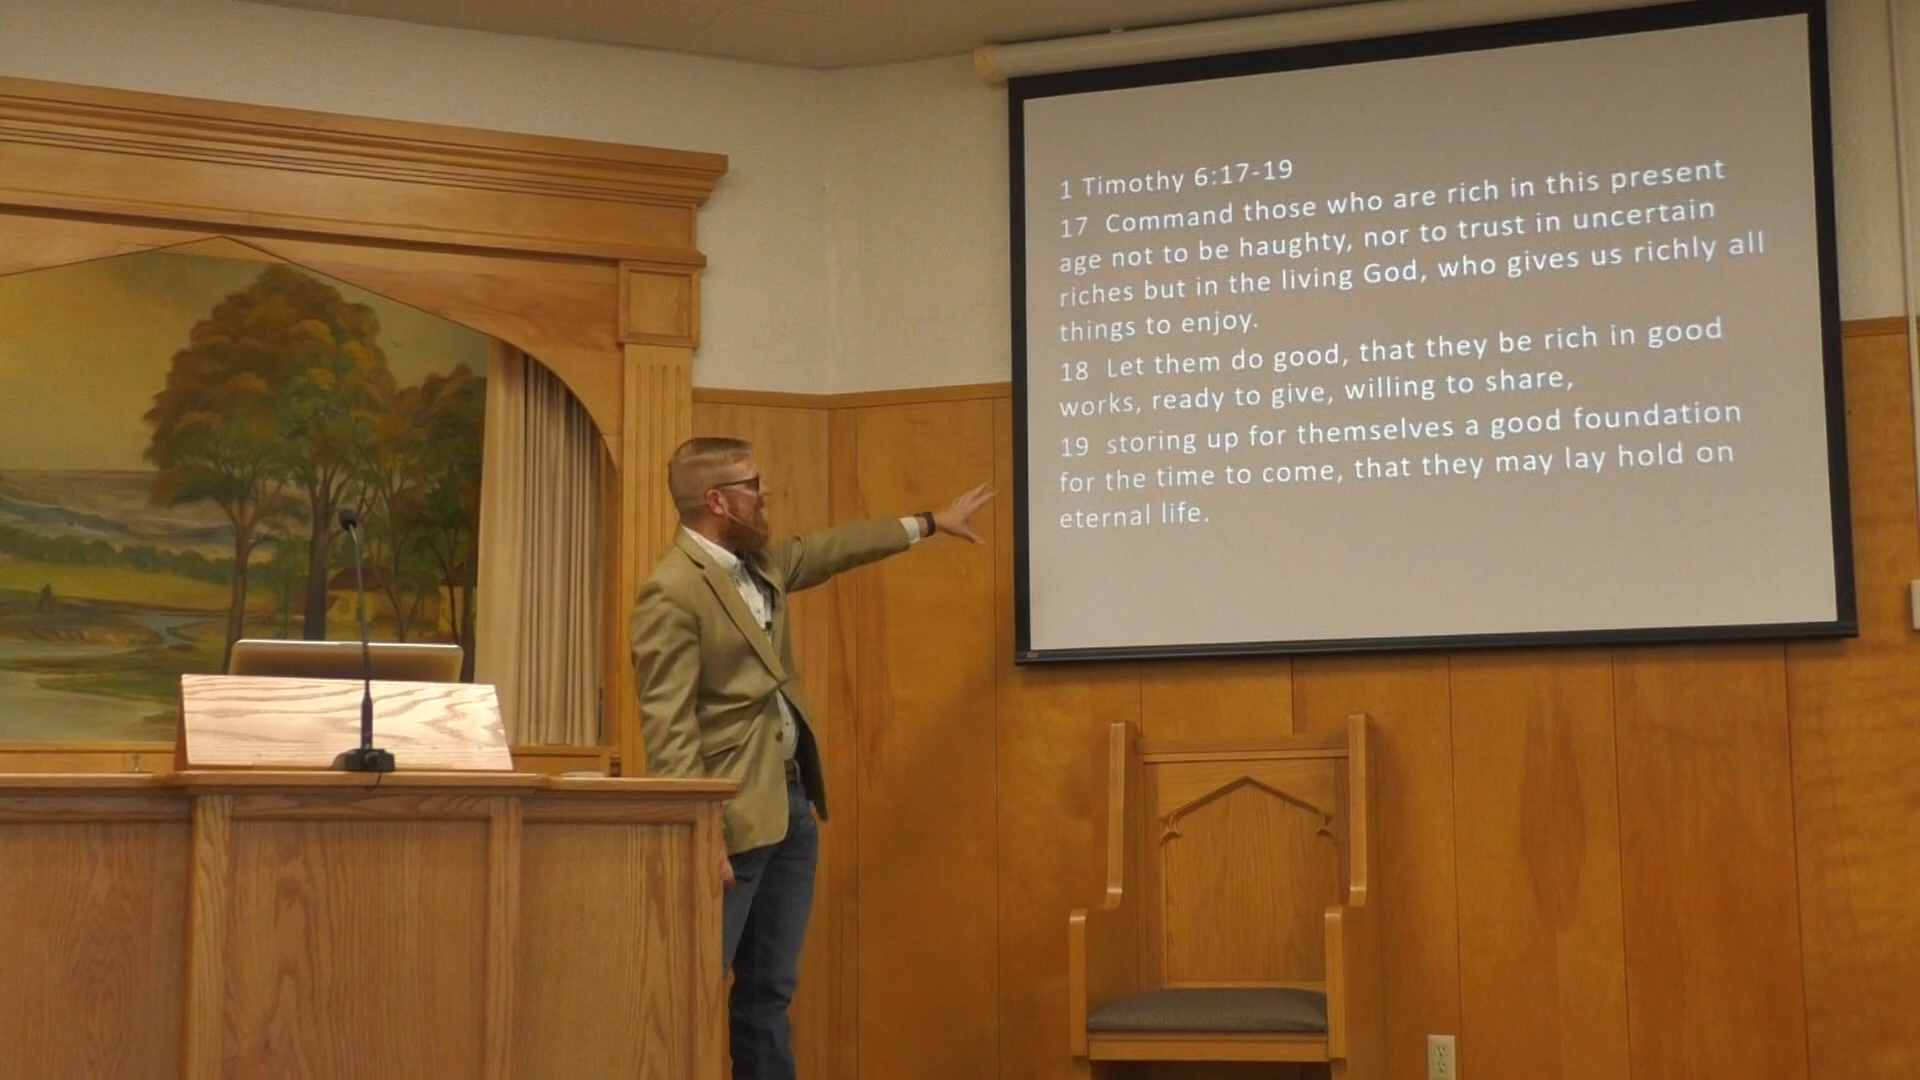 1 Timothy 6:17-19
17 Command those who are rich in this present
age not to be haughty, nor to trust in uncertain
riches but in the living God, who gives us richly all
things to enjoy.
18 Let them do good, that they be rich in good
works, ready to give, willing to share,
19 storing up for themselves a good foundation
for the time to come, that they may lay hold on
eternal life.